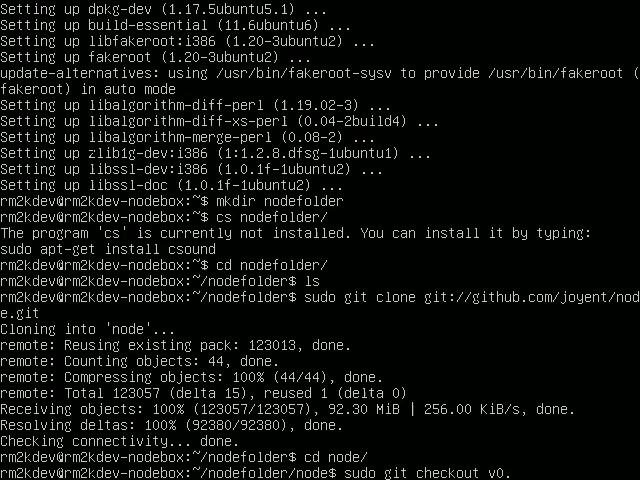 Setting up dpkg-dev (1.17.5ubuntu5.1) ...
Setting up build-essential (11.6ubuntu6) ...
Setting up libfakeroot:i386 (1.20-3ubuntu2) ...
Setting up fakeroot (1.20-3ubuntu2) ...
update-alternatives: using /usr/bin/fakeroot-sysv to provide /usr/bin/fakeroot (
fakeroot) in auto mode
Setting up libalgorithm-diff-perl (1.19.02-3) ...
Setting up libalgorithm-diff-xs-perl (0.04-2build4) ...
Setting up libalgorithm-merge-perl (0.08-2) ...
Setting up zlib1g-dev:i386 (1:1.2.8.dfsg-1ubuntu1) ...
Setting up libssl-dev:i386 (1.0.1f-1ubuntu2) ...
Setting up libssl-doc (1.0.1f-1ubuntu2) ...
rm2kdev@rm2kdev-nodebox:~$ mkdir nodefolder
rm2kdev@rm2kdev-nodebox:~$ cs nodefolder/
The program 'cs' is currently not installed. You can install it by typing:
sudo apt-get install csound
rm2kdev@rm2kdev-nodebox:~$ cd nodefolder/
rm2kdev@rm2kdev-nodebox:~/nodefolder$ ls
rm2kdev@rm2kdev-nodebox:~/nodefolder$ sudo git clone git://github.com/joyent/nod
e.git
Cloning into 'node'...
remote: Reusing existing pack: 123013, done.
remote: Counting objects: 44, done.
remote: Compressing objects: 100% (44/44), done.
remote: Total 123057 (delta 15), reused 1 (delta 0)
Receiving objects: 100% (123057/123057), 92.30 MiB | 256.00 KiB/s, done.
Resolving deltas: 100% (92380/92380), done.
Checking connectivity... done.
rm2kdev@rm2kdev-nodebox:~/nodefolder$ cd node/
rm2kdev@rm2kdev-nodebox:~/nodefolder/node$ sudo git checkout v0.